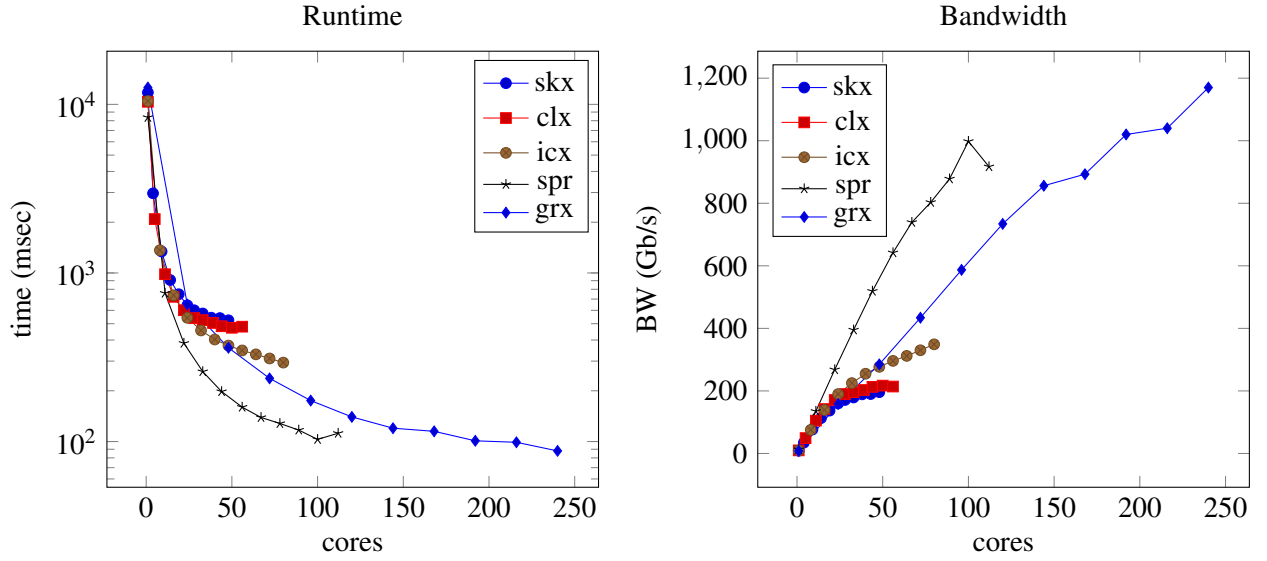 Runtime
time (msec)
10^4
10^3
10^2
0 50 100 150 200 250
cores
skx
clx
icx
spr
grx
Bandwidth
BW (Gb/s)
1,200
1,000
800
600
400
200
0
0 50 100 150 200 250
cores
skx
clx
icx
spr
grx